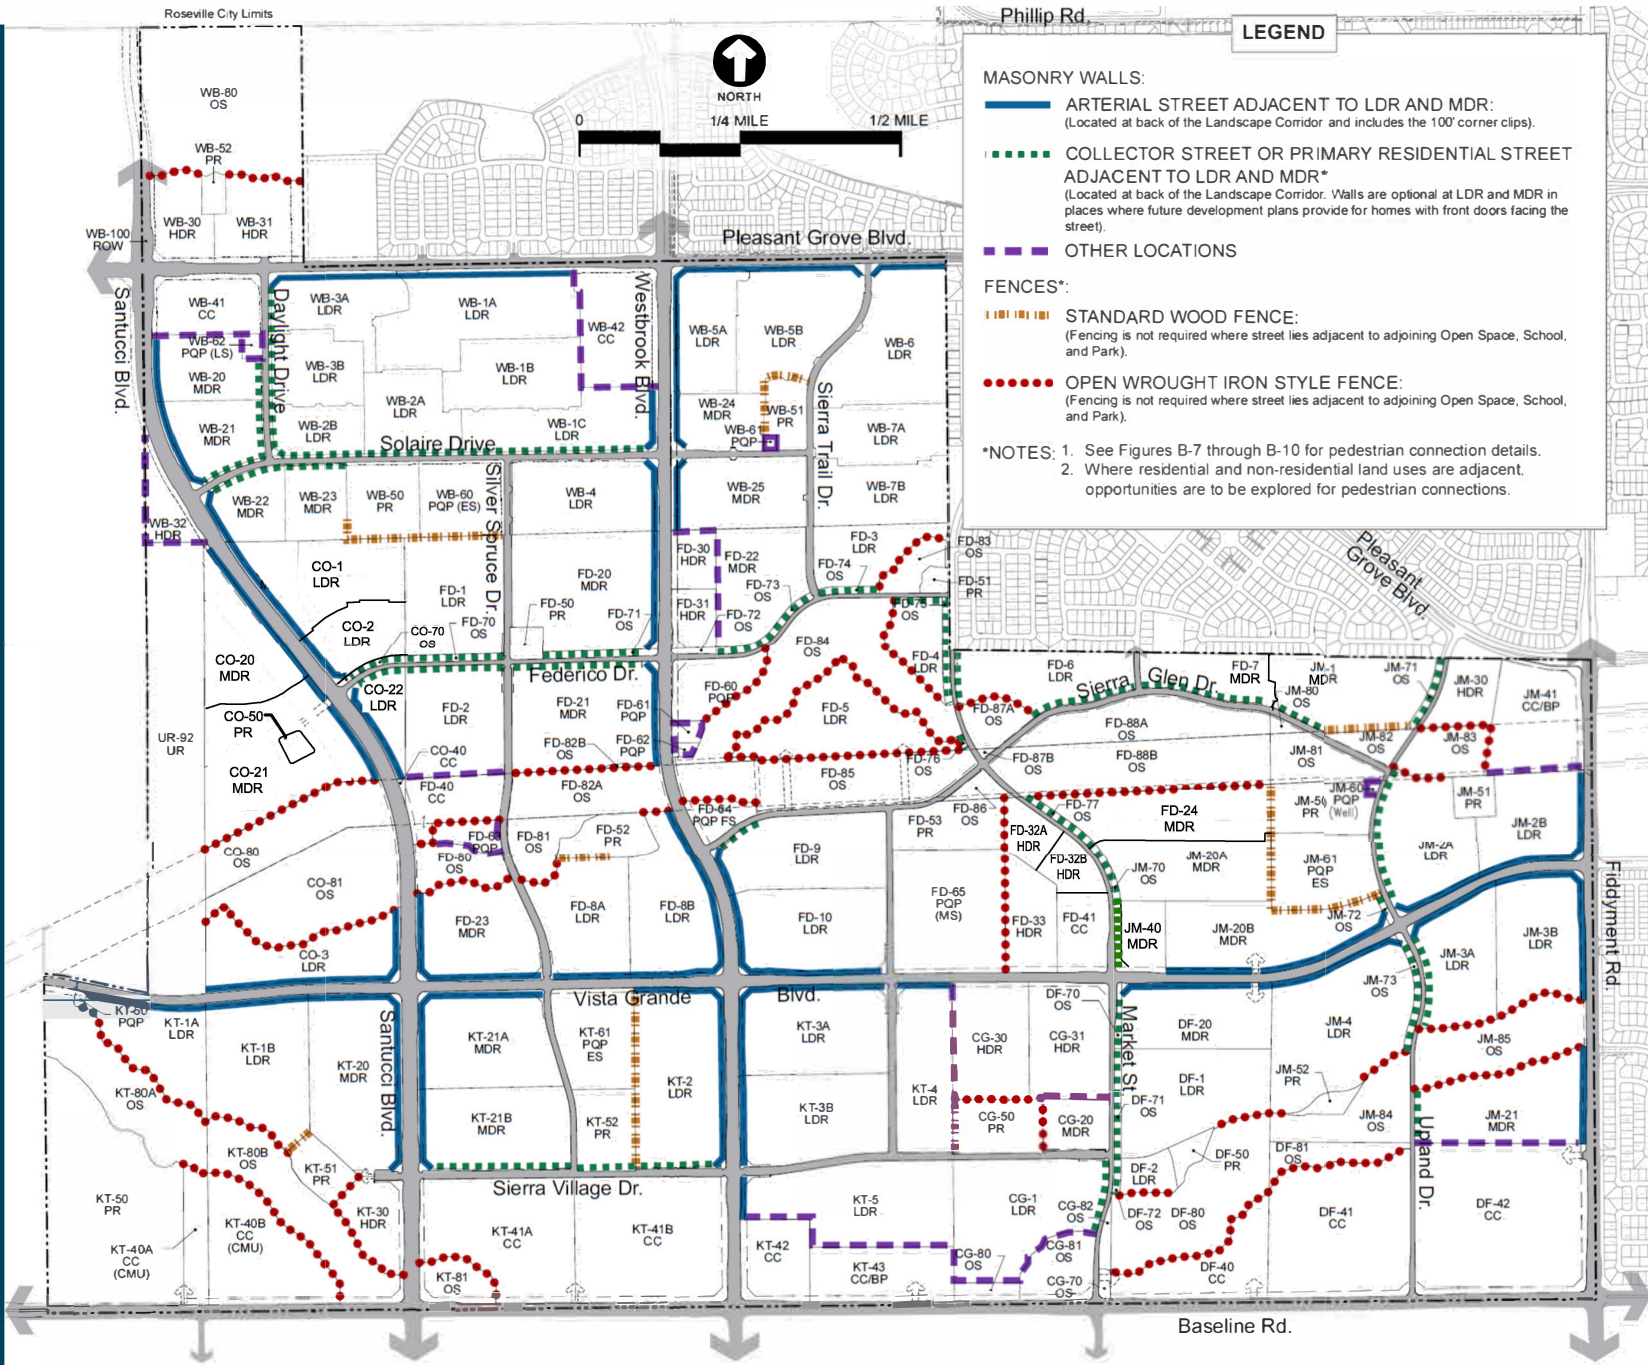 Roseville City Limits
Phillip Rd.
LEGEND
NORTH
0
1/4 MILE
1/2 MILE
MASONRY WALLS:
ARTERIAL STREET ADJACENT TO LDR AND MDR:
(Located at back of the Landscape Corridor and includes the 100' corner clips).
COLLECTOR STREET OR PRIMARY RESIDENTIAL STREET
ADJACENT TO LDR AND MDR*
(Located at back of the Landscape Corridor. Walls are optional at LDR and MDR in
places where future development plans provide for homes with front doors facing the
street).
OTHER LOCATIONS
FENCES*:
STANDARD WOOD FENCE:
(Fencing is not required where street lies adjacent to adjoining Open Space, School,
and Park).
OPEN WROUGHT IRON STYLE FENCE:
(Fencing is not required where street lies adjacent to adjoining Open Space, School,
and Park).
*NOTES: 1. See Figures B-7 through B-10 for pedestrian connection details.
2. Where residential and non-residential land uses are adjacent,
opportunities are to be explored for pedestrian connections.
WB-80
OS
WB-52
PR
WB-30
HDR
WB-31
HDR
WB-100
ROW
Pleasant Grove Blvd.
Santucci Blvd.
Daylight Drive
Westbrook Blvd.
WB-41
CC
WB-3A
LDR
WB-1A
LDR
WB-42
CC
WB-5A
LDR
WB-5B
LDR
WB-6
LDR
WB-62
PQP (LS)
WB-20
MDR
WB-3B
LDR
WB-1B
LDR
WB-2A
LDR
WB-24
MDR
WB-51
PR
WB-61
PQP
Sierra Trail Dr.
WB-21
MDR
WB-2B
LDR
WB-1C
LDR
WB-7A
LDR
Solaire Drive
WB-22
MDR
WB-23
MDR
WB-50
PR
WB-60
PQP (ES)
Silver Spruce Dr.
WB-4
LDR
WB-25
MDR
WB-7B
LDR
WB-32
HDR
CO-1
LDR
FD-1
LDR
FD-20
MDR
FD-30
HDR
FD-22
MDR
FD-3
LDR
FD-83
OS
FD-74
OS
FD-51
PR
FD-73
OS
FD-75
OS
Pleasant
Grove Blvd.
CO-2
LDR
CO-70
OS
FD-70
OS
FD-50
PR
FD-71
OS
FD-31
HDR
FD-72
OS
FD-84
OS
FD-4
LDR
CO-20
MDR
CO-22
LDR
Federico Dr.
FD-60
PQP
FD-6
LDR
Sierra Glen Dr.
FD-7
MDR
JM-1
MDR
JM-71
OS
JM-30
HDR
JM-41
CC/BP
JM-80
OS
CO-50
PR
FD-2
LDR
FD-21
MDR
FD-61
PQP
FD-5
LDR
FD-87A
OS
FD-88A
OS
UR-92
UR
CO-21
MDR
CO-40
CC
FD-82B
OS
FD-62
PQP
FD-76
OS
FD-87B
OS
FD-88B
OS
JM-81
OS
JM-82
OS
JM-83
OS
FD-40
CC
FD-82A
OS
FD-85
OS
FD-86
OS
FD-77
OS
FD-24
MDR
JM-50
PR
JM-60
PQP
(Well)
JM-51
PR
FD-64
PQP FS
FD-53
PR
FD-32A
HDR
FD-32B
HDR
CO-80
OS
FD-63
PQP
FD-80
OS
FD-81
OS
FD-52
PR
FD-9
LDR
JM-70
OS
JM-20A
MDR
JM-61
PQP
ES
JM-2A
LDR
JM-2B
LDR
Fiddyment Rd.
CO-81
OS
FD-8A
LDR
FD-8B
LDR
FD-10
LDR
FD-65
PQP
(MS)
FD-33
HDR
FD-41
CC
JM-40
MDR
JM-20B
MDR
JM-72
OS
FD-23
MDR
JM-3B
LDR
CO-3
LDR
JM-3A
LDR
JM-73
OS
Vista Grande Blvd.
KT-60
PQP
KT-1A
LDR
KT-1B
LDR
KT-20
MDR
Santucci Blvd.
KT-21A
MDR
KT-61
PQP
ES
KT-2
LDR
KT-3A
LDR
CG-30
HDR
DF-70
OS
CG-31
HDR
Market St.
DF-20
MDR
JM-4
LDR
JM-85
OS
KT-80A
OS
KT-21B
MDR
KT-52
PR
KT-3B
LDR
KT-4
LDR
CG-50
PR
CG-20
MDR
DF-1
LDR
DF-71
OS
JM-52
PR
JM-84
OS
JM-21
MDR
Upland Dr.
KT-80B
OS
KT-51
PR
Sierra Village Dr.
DF-2
LDR
DF-50
PR
DF-81
OS
KT-50
PR
KT-40B
CC
(CMU)
KT-30
HDR
KT-41A
CC
KT-41B
CC
KT-5
LDR
CG-1
LDR
CG-82
OS
DF-72
OS
DF-80
OS
DF-41
CC
DF-42
CC
KT-40A
CC
(CMU)
KT-81
OS
KT-42
CC
KT-43
CC/BP
CG-80
OS
CG-81
OS
CG-70
OS
DF-40
CC
Baseline Rd.